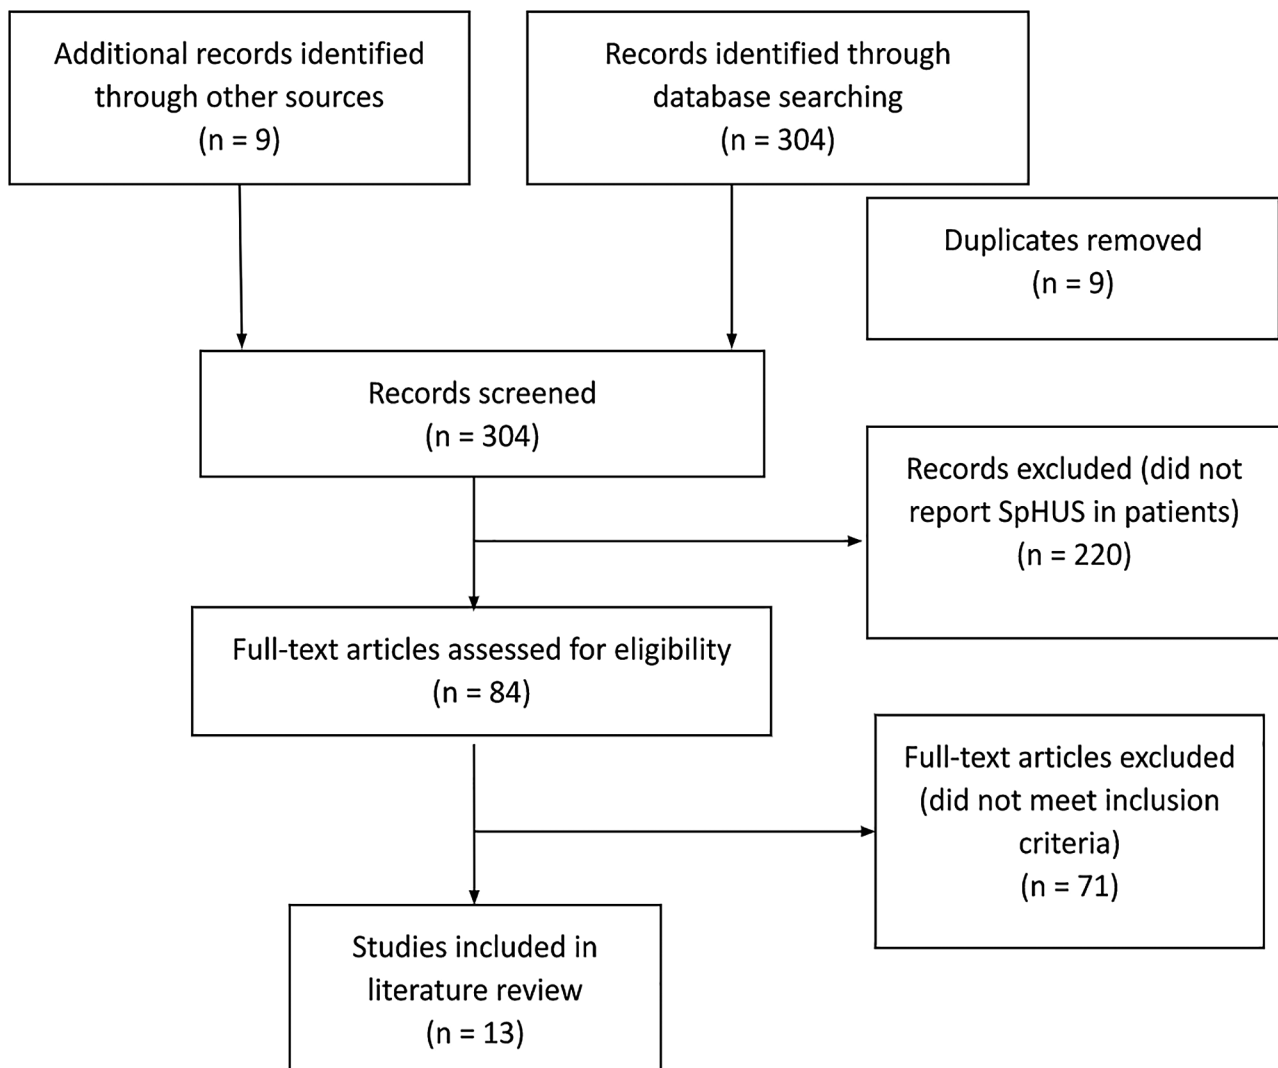 Additional records identified
through other sources
(n = 9)
Records identified through
database searching
(n = 304)
Duplicates removed
(n = 9)
Records screened
(n = 304)
Records excluded (did not
report SpHUS in patients)
(n = 220)
Full-text articles assessed for eligibility
(n = 84)
Full-text articles excluded
(did not meet inclusion
criteria)
(n = 71)
Studies included in
literature review
(n = 13)